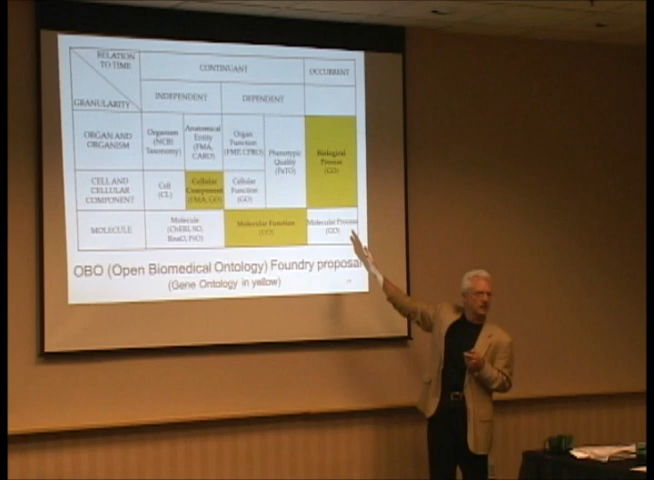 RELATION
TO TIME
CONTINUANT
OCCURRENT
GRANULARITY
INDEPENDENT
DEPENDENT
ORGAN AND
ORGANISM
Organism
(NCBI
Taxonomy)
Anatomical
Entity
(FMA,
CARO)
Organ
Function
(FMP, CPRO)
Phenotypic
Quality
(PaTO)
Biological
Process
(GO)
CELL AND
CELLULAR
COMPONENT
Cell
(CL)
Cellular
Component
(FMA, GO)
Cellular
Function
(GO)
MOLECULE
Molecule
(ChEBI, SO,
RnaO, PrO)
Molecular Function
(GO)
Molecular Process
(GO)
OBO (Open Biomedical Ontology) Foundry proposal
(Gene Ontology in yellow)